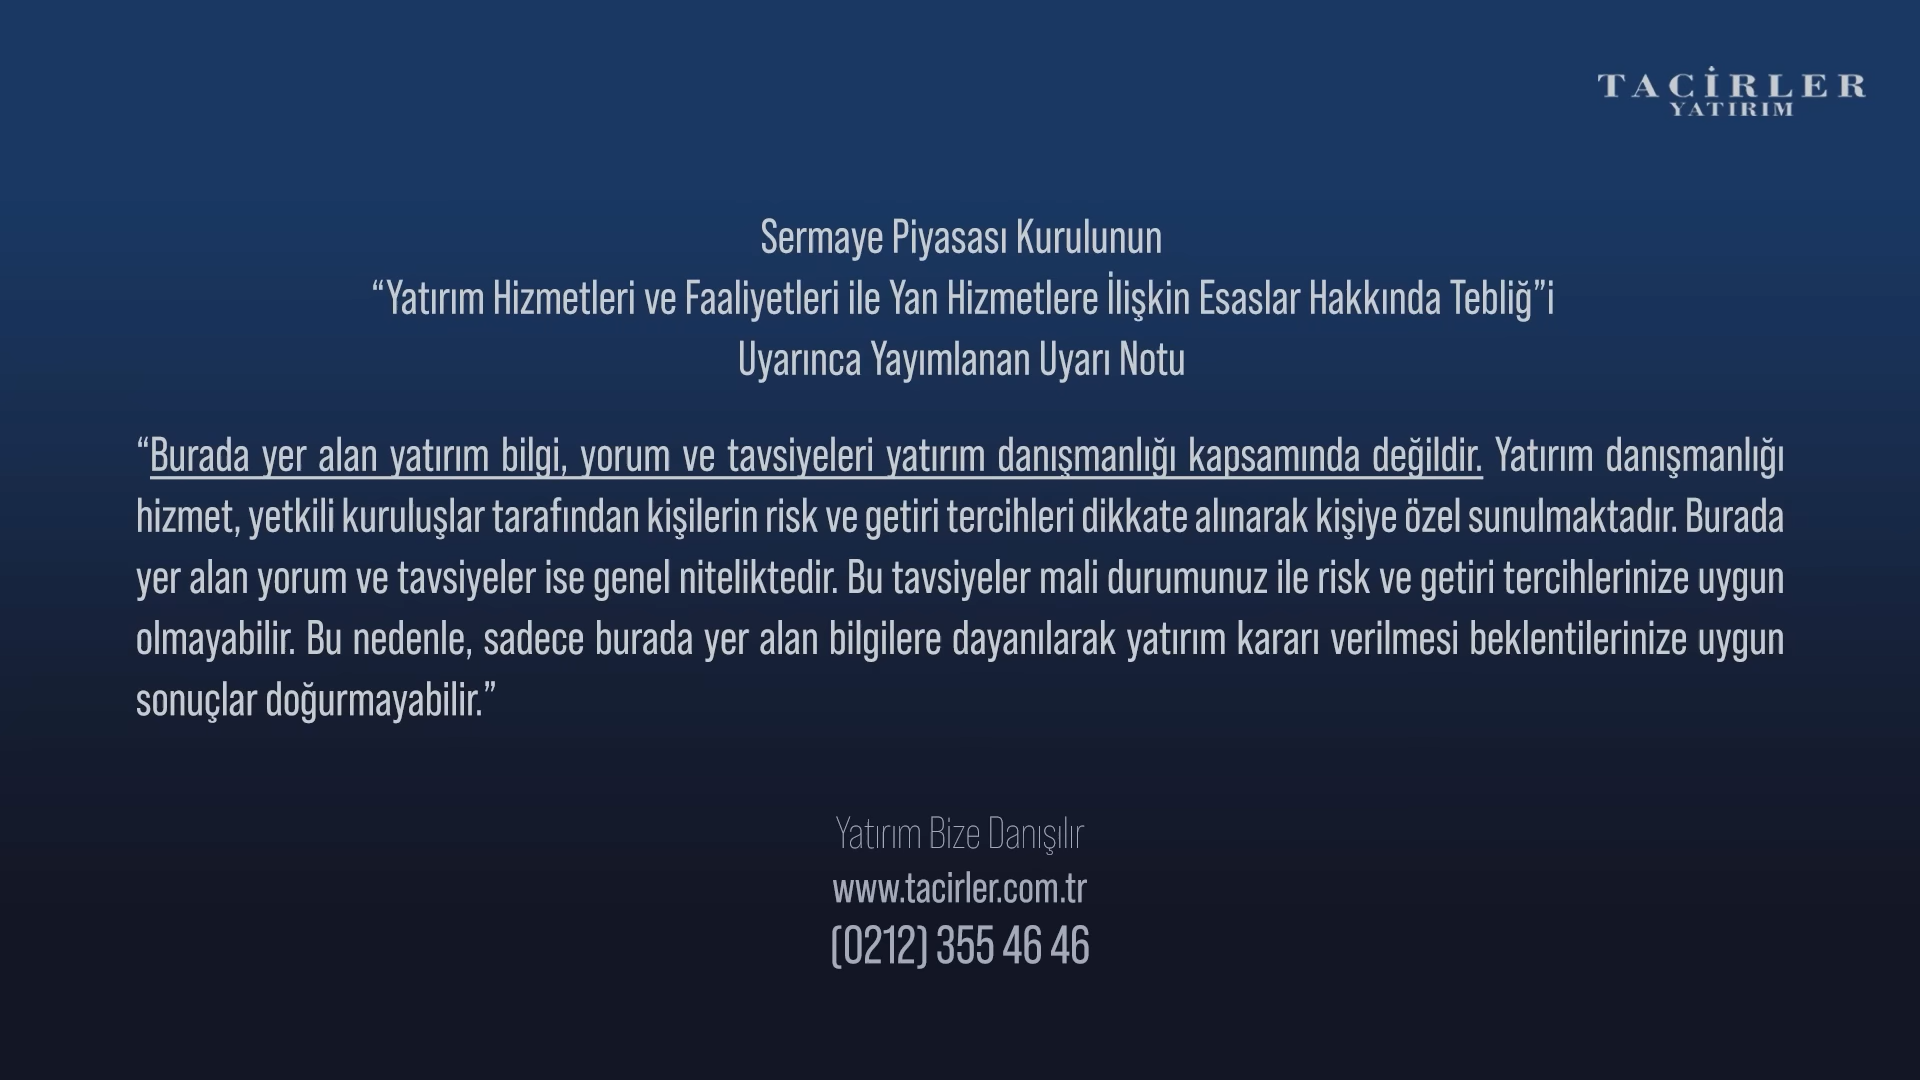 TACİRLER
YATIRIM
Sermaye Piyasası Kurulunun
“Yatırım Hizmetleri ve Faaliyetleri ile Yan Hizmetlere İlişkin Esaslar Hakkında Tebliğ”i
Uyarınca Yayımlanan Uyarı Notu
“Burada yer alan yatırım bilgi, yorum ve tavsiyeleri yatırım danışmanlığı kapsamında değildir. Yatırım danışmanlığı
hizmet, yetkili kuruluşlar tarafından kişilerin risk ve getiri tercihleri dikkate alınarak kişiye özel sunulmaktadır. Burada
yer alan yorum ve tavsiyeler ise genel niteliktedir. Bu tavsiyeler mali durumunuz ile risk ve getiri tercihlerinize uygun
olmayabilir. Bu nedenle, sadece burada yer alan bilgilere dayanılarak yatırım kararı verilmesi beklentilerinize uygun
sonuçlar doğurmayabilir.”
Yatırım Bize Danışılır
www.tacirler.com.tr
(0212) 355 46 46